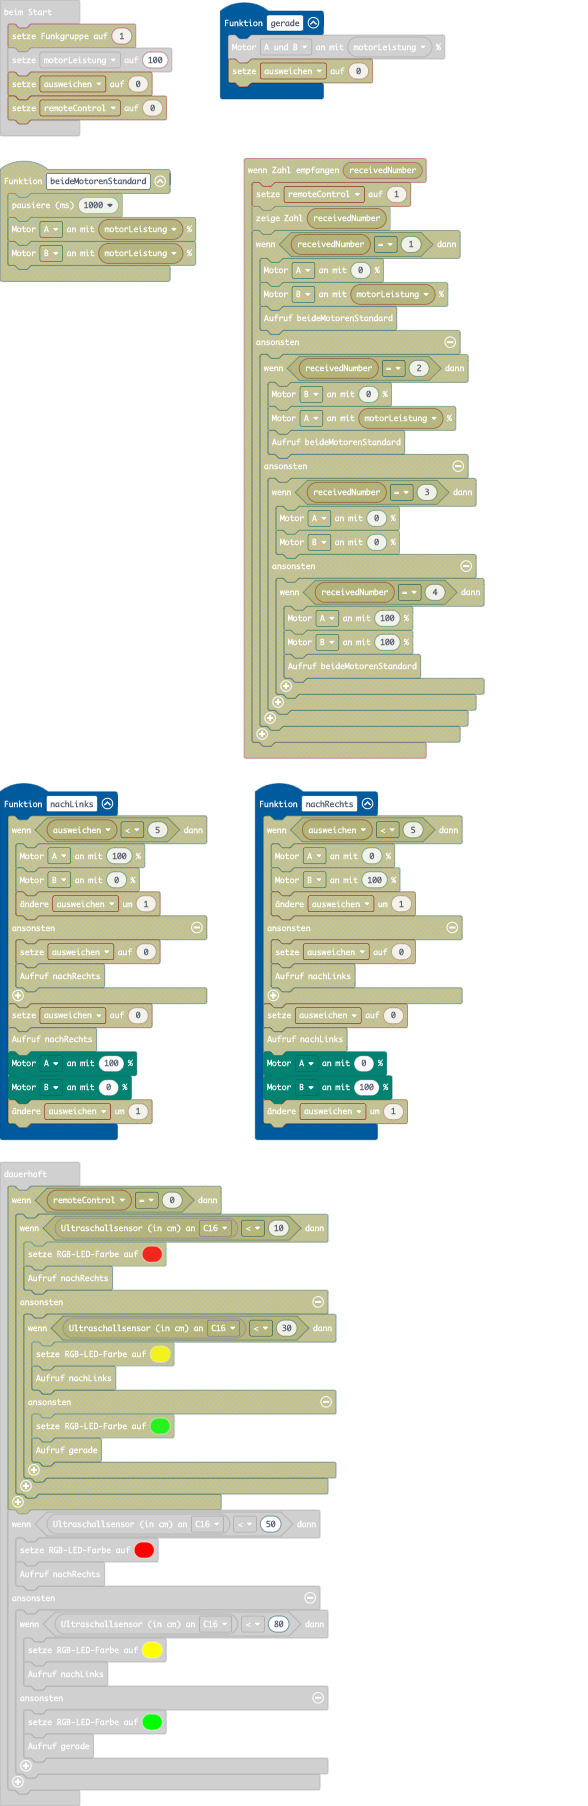 beim Start
setze Funkgruppe auf 1
setze motorLeistung auf 100
setze ausweichen auf 0
setze remoteControl auf 0
Funktion gerade
Motor A und B an mit motorLeistung %
setze ausweichen auf 0
Funktion beideMotorenStandard
pausiere (ms) 1000
Motor A an mit motorLeistung %
Motor B an mit motorLeistung %
wenn Zahl empfangen receivedNumber
setze remoteControl auf 1
zeige Zahl receivedNumber
wenn receivedNumber = 1 dann
Motor A an mit 0 %
Motor B an mit motorLeistung %
Aufruf beideMotorenStandard
ansonsten
wenn receivedNumber = 2 dann
Motor B an mit 0 %
Motor A an mit motorLeistung %
Aufruf beideMotorenStandard
ansonsten
wenn receivedNumber = 3 dann
Motor A an mit 0 %
Motor B an mit 0 %
ansonsten
wenn receivedNumber = 4 dann
Motor A an mit 100 %
Motor B an mit 100 %
Aufruf beideMotorenStandard
Funktion nachLinks
wenn ausweichen < 5 dann
Motor A an mit 100 %
Motor B an mit 0 %
ändere ausweichen um 1
ansonsten
setze ausweichen auf 0
Aufruf nachRechts
setze ausweichen auf 0
Aufruf nachRechts
Motor A an mit 100 %
Motor B an mit 0 %
ändere ausweichen um 1
Funktion nachRechts
wenn ausweichen < 5 dann
Motor A an mit 0 %
Motor B an mit 100 %
ändere ausweichen um 1
ansonsten
setze ausweichen auf 0
Aufruf nachLinks
setze ausweichen auf 0
Aufruf nachLinks
Motor A an mit 0 %
Motor B an mit 100 %
ändere ausweichen um 1
dauerhaft
wenn remoteControl = 0 dann
wenn Ultraschallsensor (in cm) an C16 < 10 dann
setze RGB-LED-Farbe auf
Aufruf nachRechts
ansonsten
wenn Ultraschallsensor (in cm) an C16 < 30 dann
setze RGB-LED-Farbe auf
Aufruf nachLinks
ansonsten
setze RGB-LED-Farbe auf
Aufruf gerade
wenn Ultraschallsensor (in cm) an C16 < 50 dann
setze RGB-LED-Farbe auf
Aufruf nachRechts
ansonsten
wenn Ultraschallsensor (in cm) an C16 < 80 dann
setze RGB-LED-Farbe auf
Aufruf nachLinks
ansonsten
setze RGB-LED-Farbe auf
Aufruf gerade